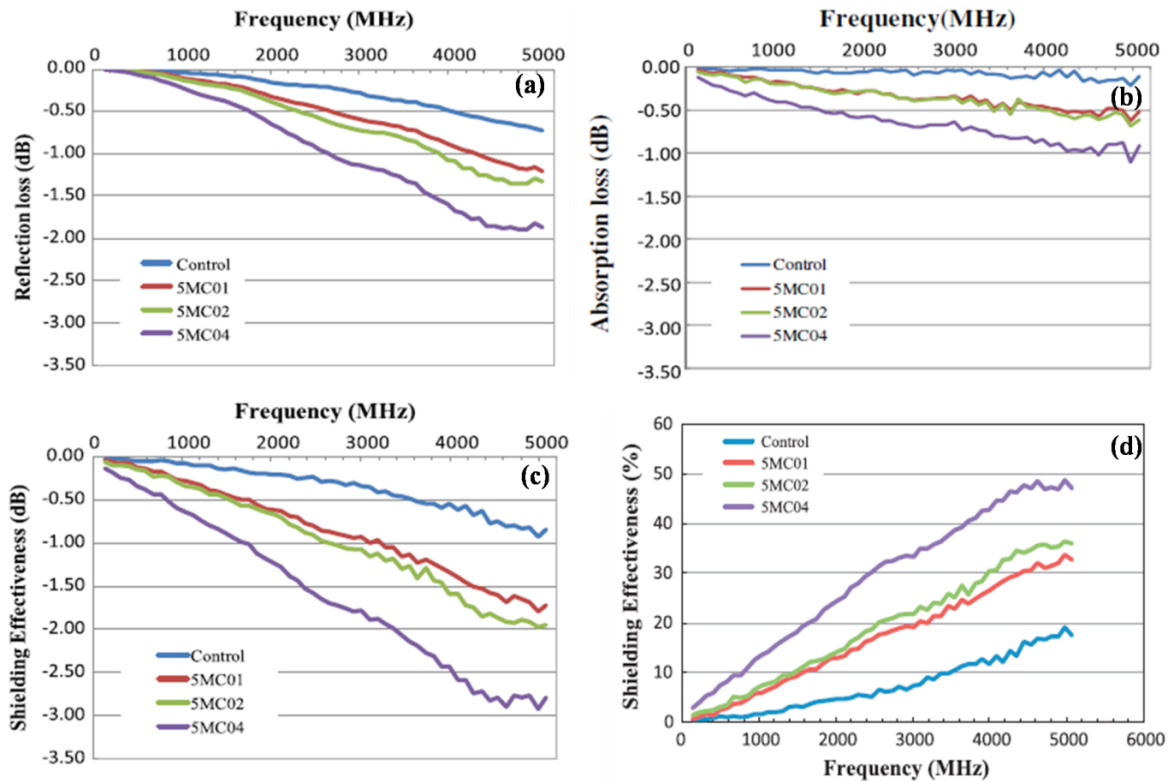 Frequency (MHz)
0 1000 2000 3000 4000 5000
0.00
-0.50
-1.00
-1.50
-2.00
-2.50
-3.00
-3.50
Reflection loss (dB)
(a)
Control
5MC01
5MC02
5MC04
Frequency(MHz)
0 1000 2000 3000 4000 5000
0.00
-0.50
-1.00
-1.50
-2.00
-2.50
-3.00
-3.50
Absorption loss (dB)
(b)
Control
5MC01
5MC02
5MC04
Frequency (MHz)
0 1000 2000 3000 4000 5000
0.00
-0.50
-1.00
-1.50
-2.00
-2.50
-3.00
-3.50
Shielding Effectiveness (dB)
(c)
Control
5MC01
5MC02
5MC04
60
50
40
30
20
10
0
Shielding Effectiveness (%)
(d)
Control
5MC01
5MC02
5MC04
0 1000 2000 3000 4000 5000 6000
Frequency (MHz)